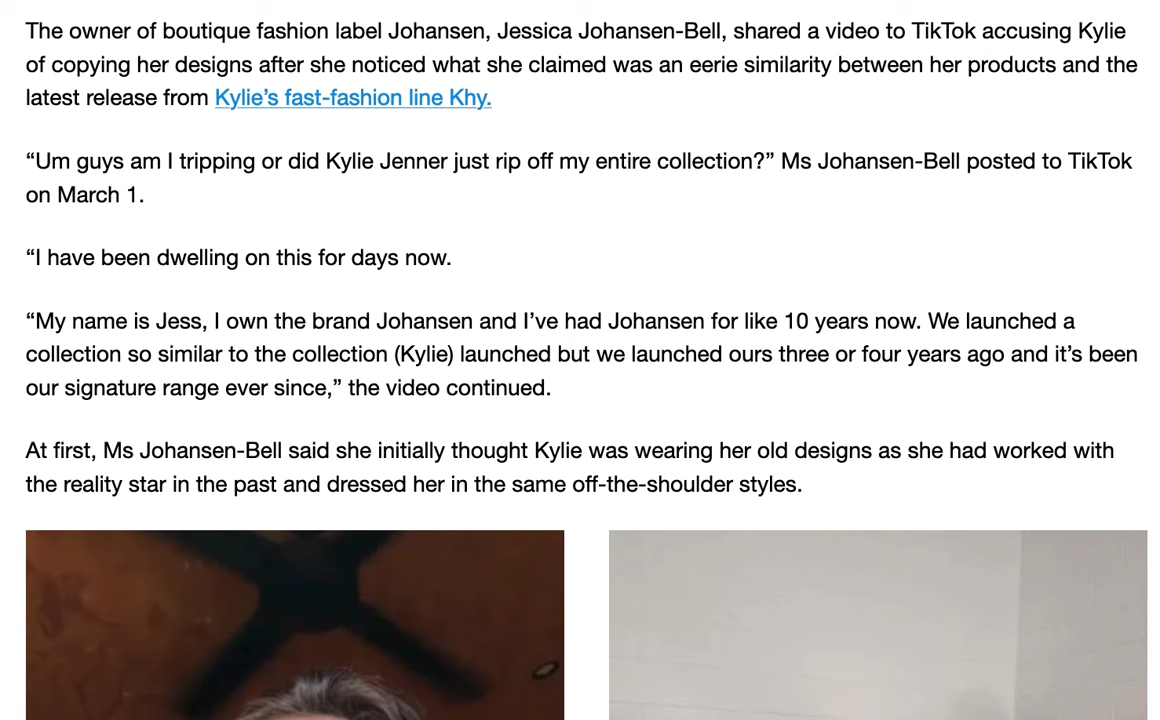 The owner of boutique fashion label Johansen, Jessica Johansen-Bell, shared a video to TikTok accusing Kylie
of copying her designs after she noticed what she claimed was an eerie similarity between her products and the
latest release from Kylie’s fast-fashion line Khy.
“Um guys am I tripping or did Kylie Jenner just rip off my entire collection?” Ms Johansen-Bell posted to TikTok
on March 1.
“I have been dwelling on this for days now.
“My name is Jess, I own the brand Johansen and I’ve had Johansen for like 10 years now. We launched a
collection so similar to the collection (Kylie) launched but we launched ours three or four years ago and it’s been
our signature range ever since,” the video continued.
At first, Ms Johansen-Bell said she initially thought Kylie was wearing her old designs as she had worked with
the reality star in the past and dressed her in the same off-the-shoulder styles.